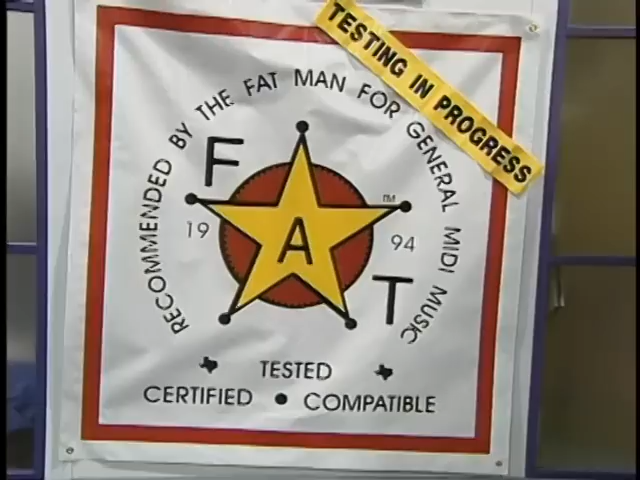 TESTING IN PROGRESS
RECOMMENDED BY THE FAT MAN FOR GENERAL MIDI MUSIC
F
TM
19 A 94
T
TESTED
CERTIFIED • COMPATIBLE